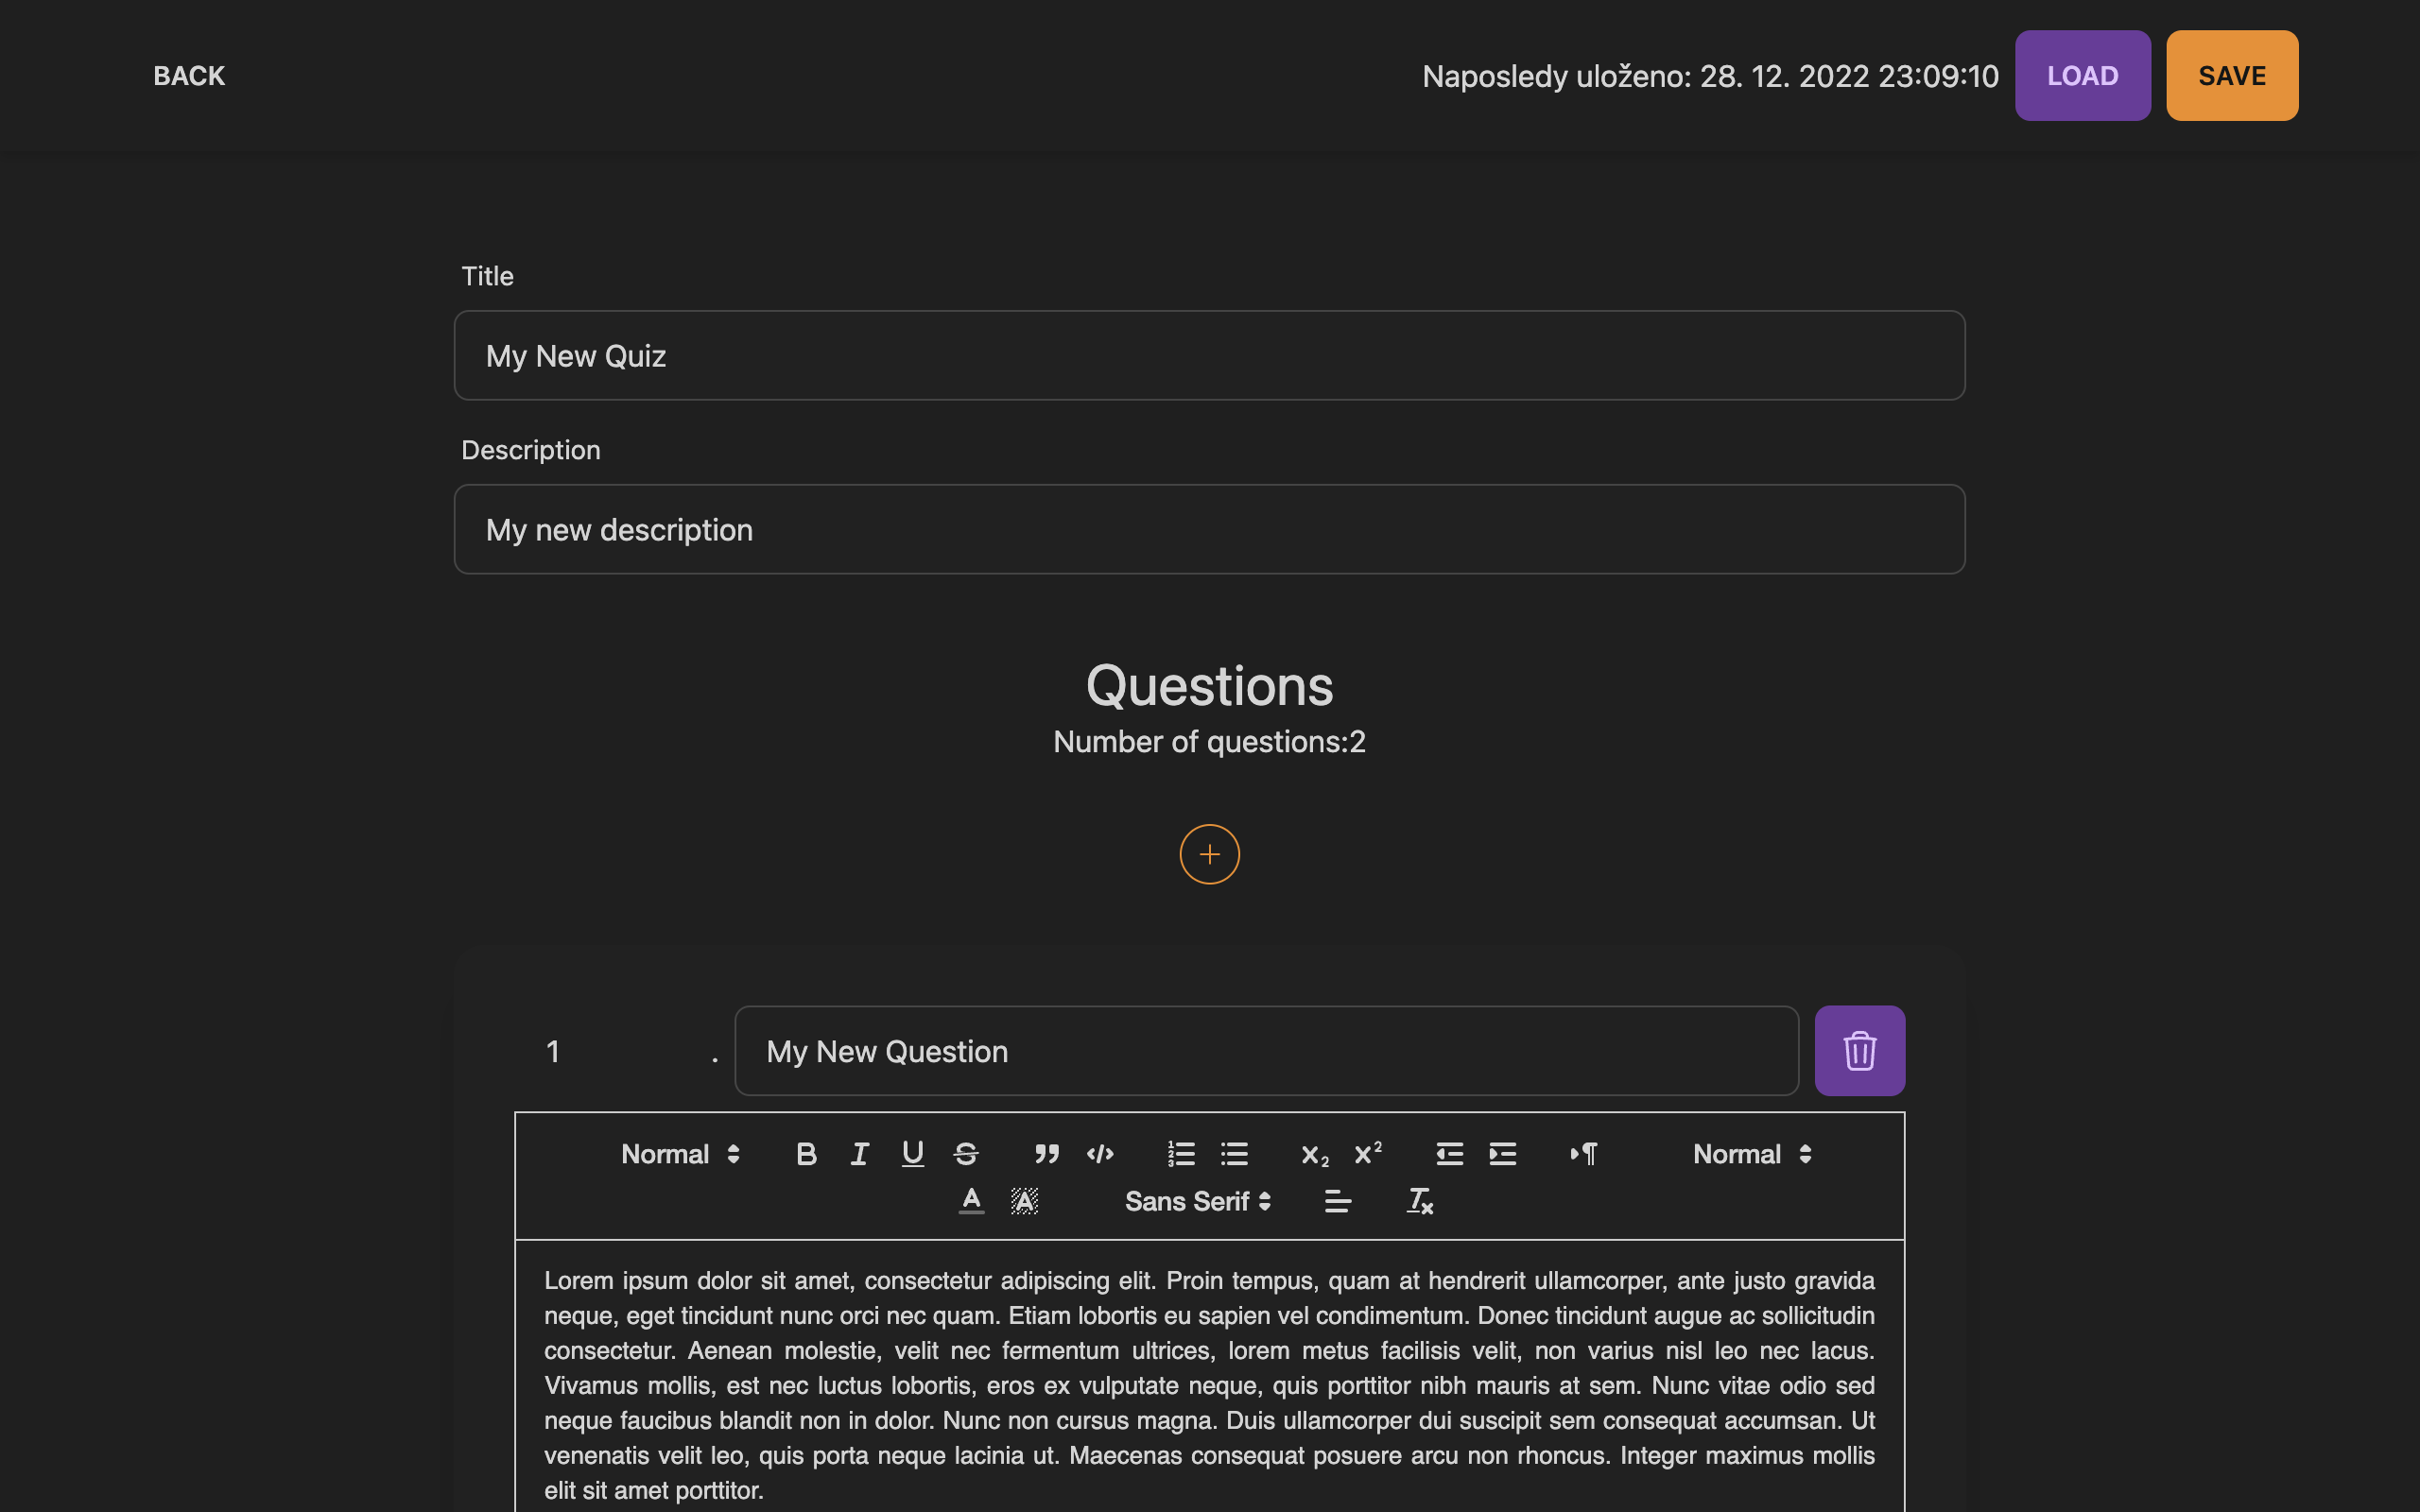 BACK
Naposledy uloženo: 28. 12. 2022 23:09:10
LOAD
SAVE
Title
My New Quiz
Description
My new description
Questions
Number of questions:2
+
1 . My New Question
Normal
Normal
Sans Serif
Lorem ipsum dolor sit amet, consectetur adipiscing elit. Proin tempus, quam at hendrerit ullamcorper, ante justo gravida
neque, eget tincidunt nunc orci nec quam. Etiam lobortis eu sapien vel condimentum. Donec tincidunt augue ac sollicitudin
consectetur. Aenean molestie, velit nec fermentum ultrices, lorem metus facilisis velit, non varius nisl leo nec lacus.
Vivamus mollis, est nec luctus lobortis, eros ex vulputate neque, quis porttitor nibh mauris at sem. Nunc vitae odio sed
neque faucibus blandit non in dolor. Nunc non cursus magna. Duis ullamcorper dui suscipit sem consequat accumsan. Ut
venenatis velit leo, quis porta neque lacinia ut. Maecenas consequat posuere arcu non rhoncus. Integer maximus mollis
elit sit amet porttitor.